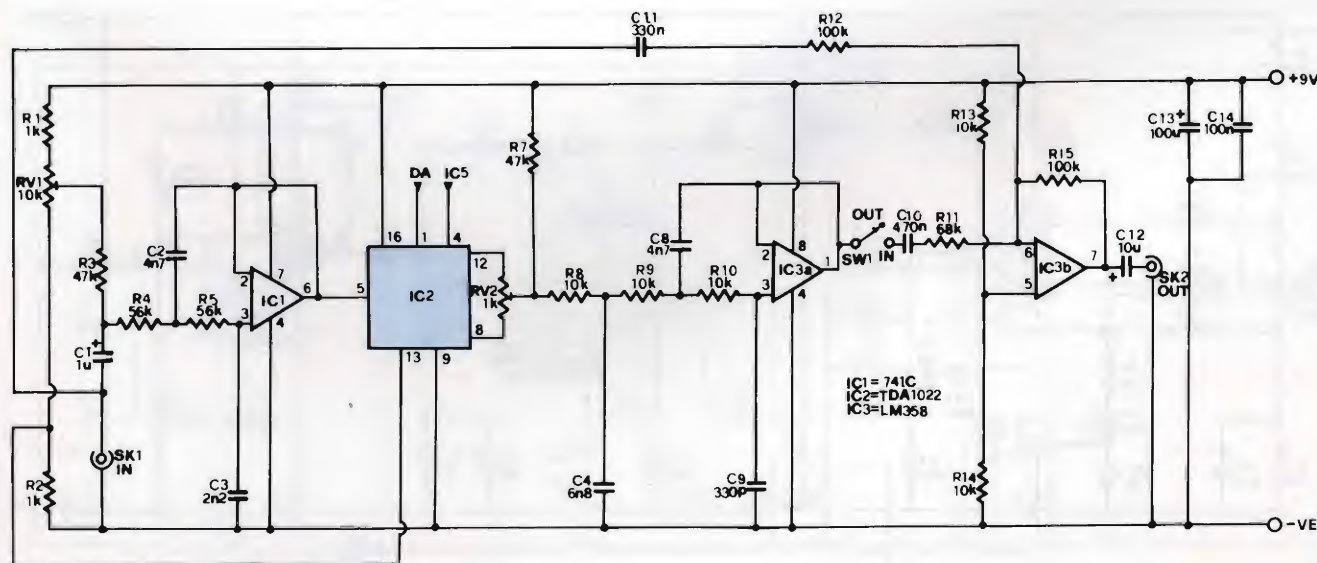 C11
330n
R12
100k
+9V
R1
1k
RV1
10k
R3
47k
R4
56k
R5
56k
C1
+
1u
C2
4n7
2
3
IC1
7
6
4
5
16
1
4
DA
IC5
IC2
12
8
13
9
RV2
1k
R7
47k
R8
10k
R9
10k
R10
10k
C8
4n7
2
3
IC3a
8
1
4
OUT
SW1
IN
C10
470n
R11
68k
R13
10k
R15
100k
6
5
IC3b
7
C12
10u
+
SK2
OUT
C13
100u
+
C14
100n
IC1 = 741C
IC2=TDA1022
IC3=LM358
SK1
IN
R2
1k
C3
2n2
C4
6n8
C9
330p
R14
10k
-VE